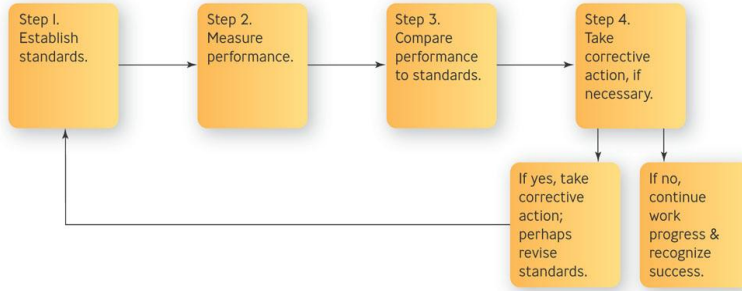 Step 1.
Establish
standards.
Step 2.
Measure
performance.
Step 3.
Compare
performance
to standards.
Step 4.
Take
corrective
action, if
necessary.
If yes, take
corrective
action;
perhaps
revise
standards.
If no,
continue
work
progress &
recognize
success.